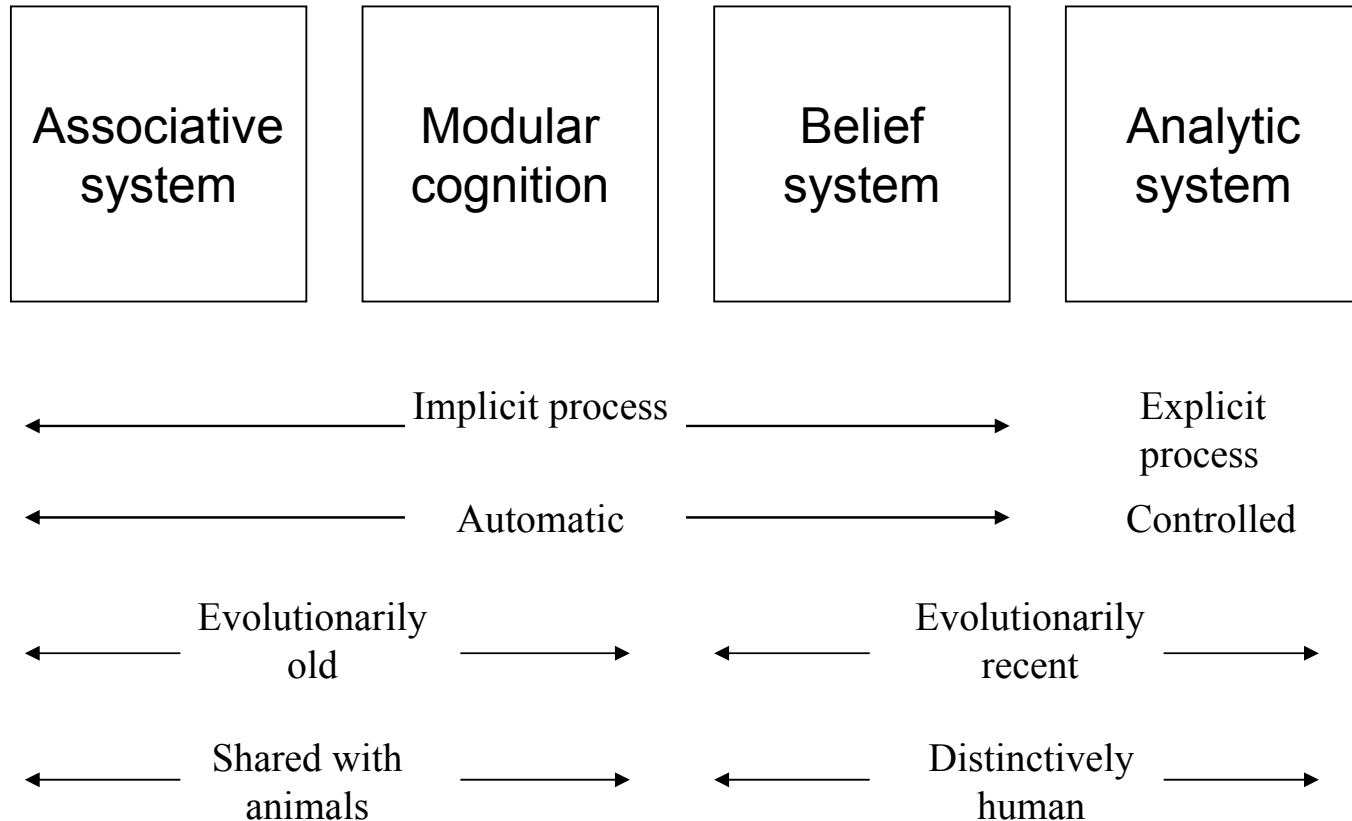 Associative
system
Modular
cognition
Belief
system
Analytic
system
Implicit process
Explicit
process
Automatic
Controlled
Evolutionarily
old
Evolutionarily
recent
Shared with
animals
Distinctively
human